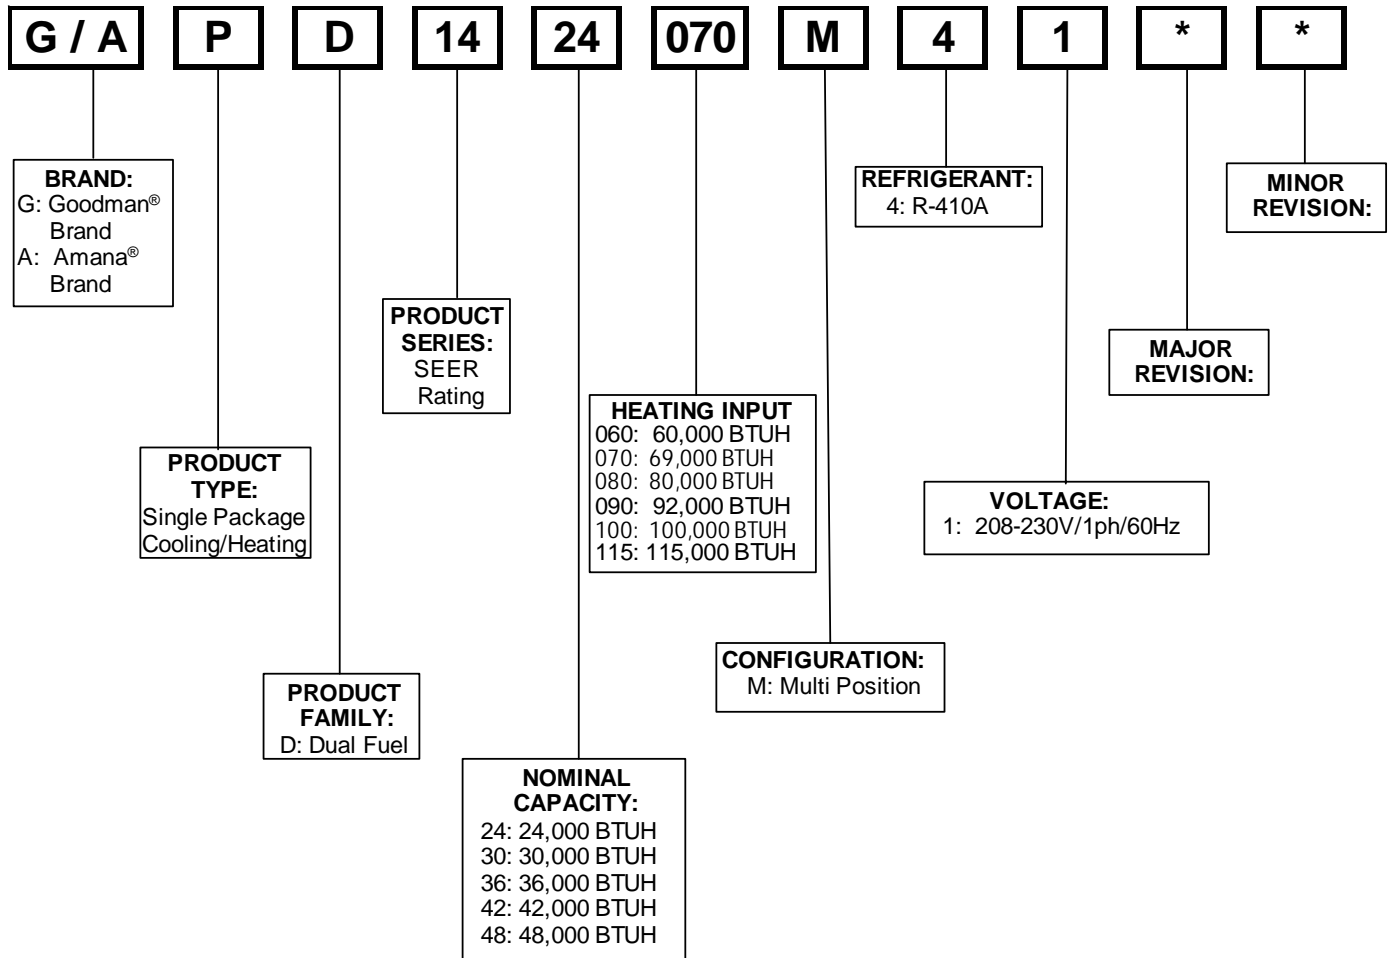 G / A P D 14 24 070 M 4 1 * *
BRAND:
G: Goodman®
Brand
A: Amana®
Brand
PRODUCT
TYPE:
Single Package
Cooling/Heating
PRODUCT
FAMILY:
D: Dual Fuel
PRODUCT
SERIES:
SEER
Rating
NOMINAL
CAPACITY:
24: 24,000 BTUH
30: 30,000 BTUH
36: 36,000 BTUH
42: 42,000 BTUH
48: 48,000 BTUH
HEATING INPUT
060: 60,000 BTUH
070: 69,000 BTUH
080: 80,000 BTUH
090: 92,000 BTUH
100: 100,000 BTUH
115: 115,000 BTUH
CONFIGURATION:
M: Multi Position
REFRIGERANT:
4: R-410A
VOLTAGE:
1: 208-230V/1ph/60Hz
MAJOR
REVISION:
MINOR
REVISION: